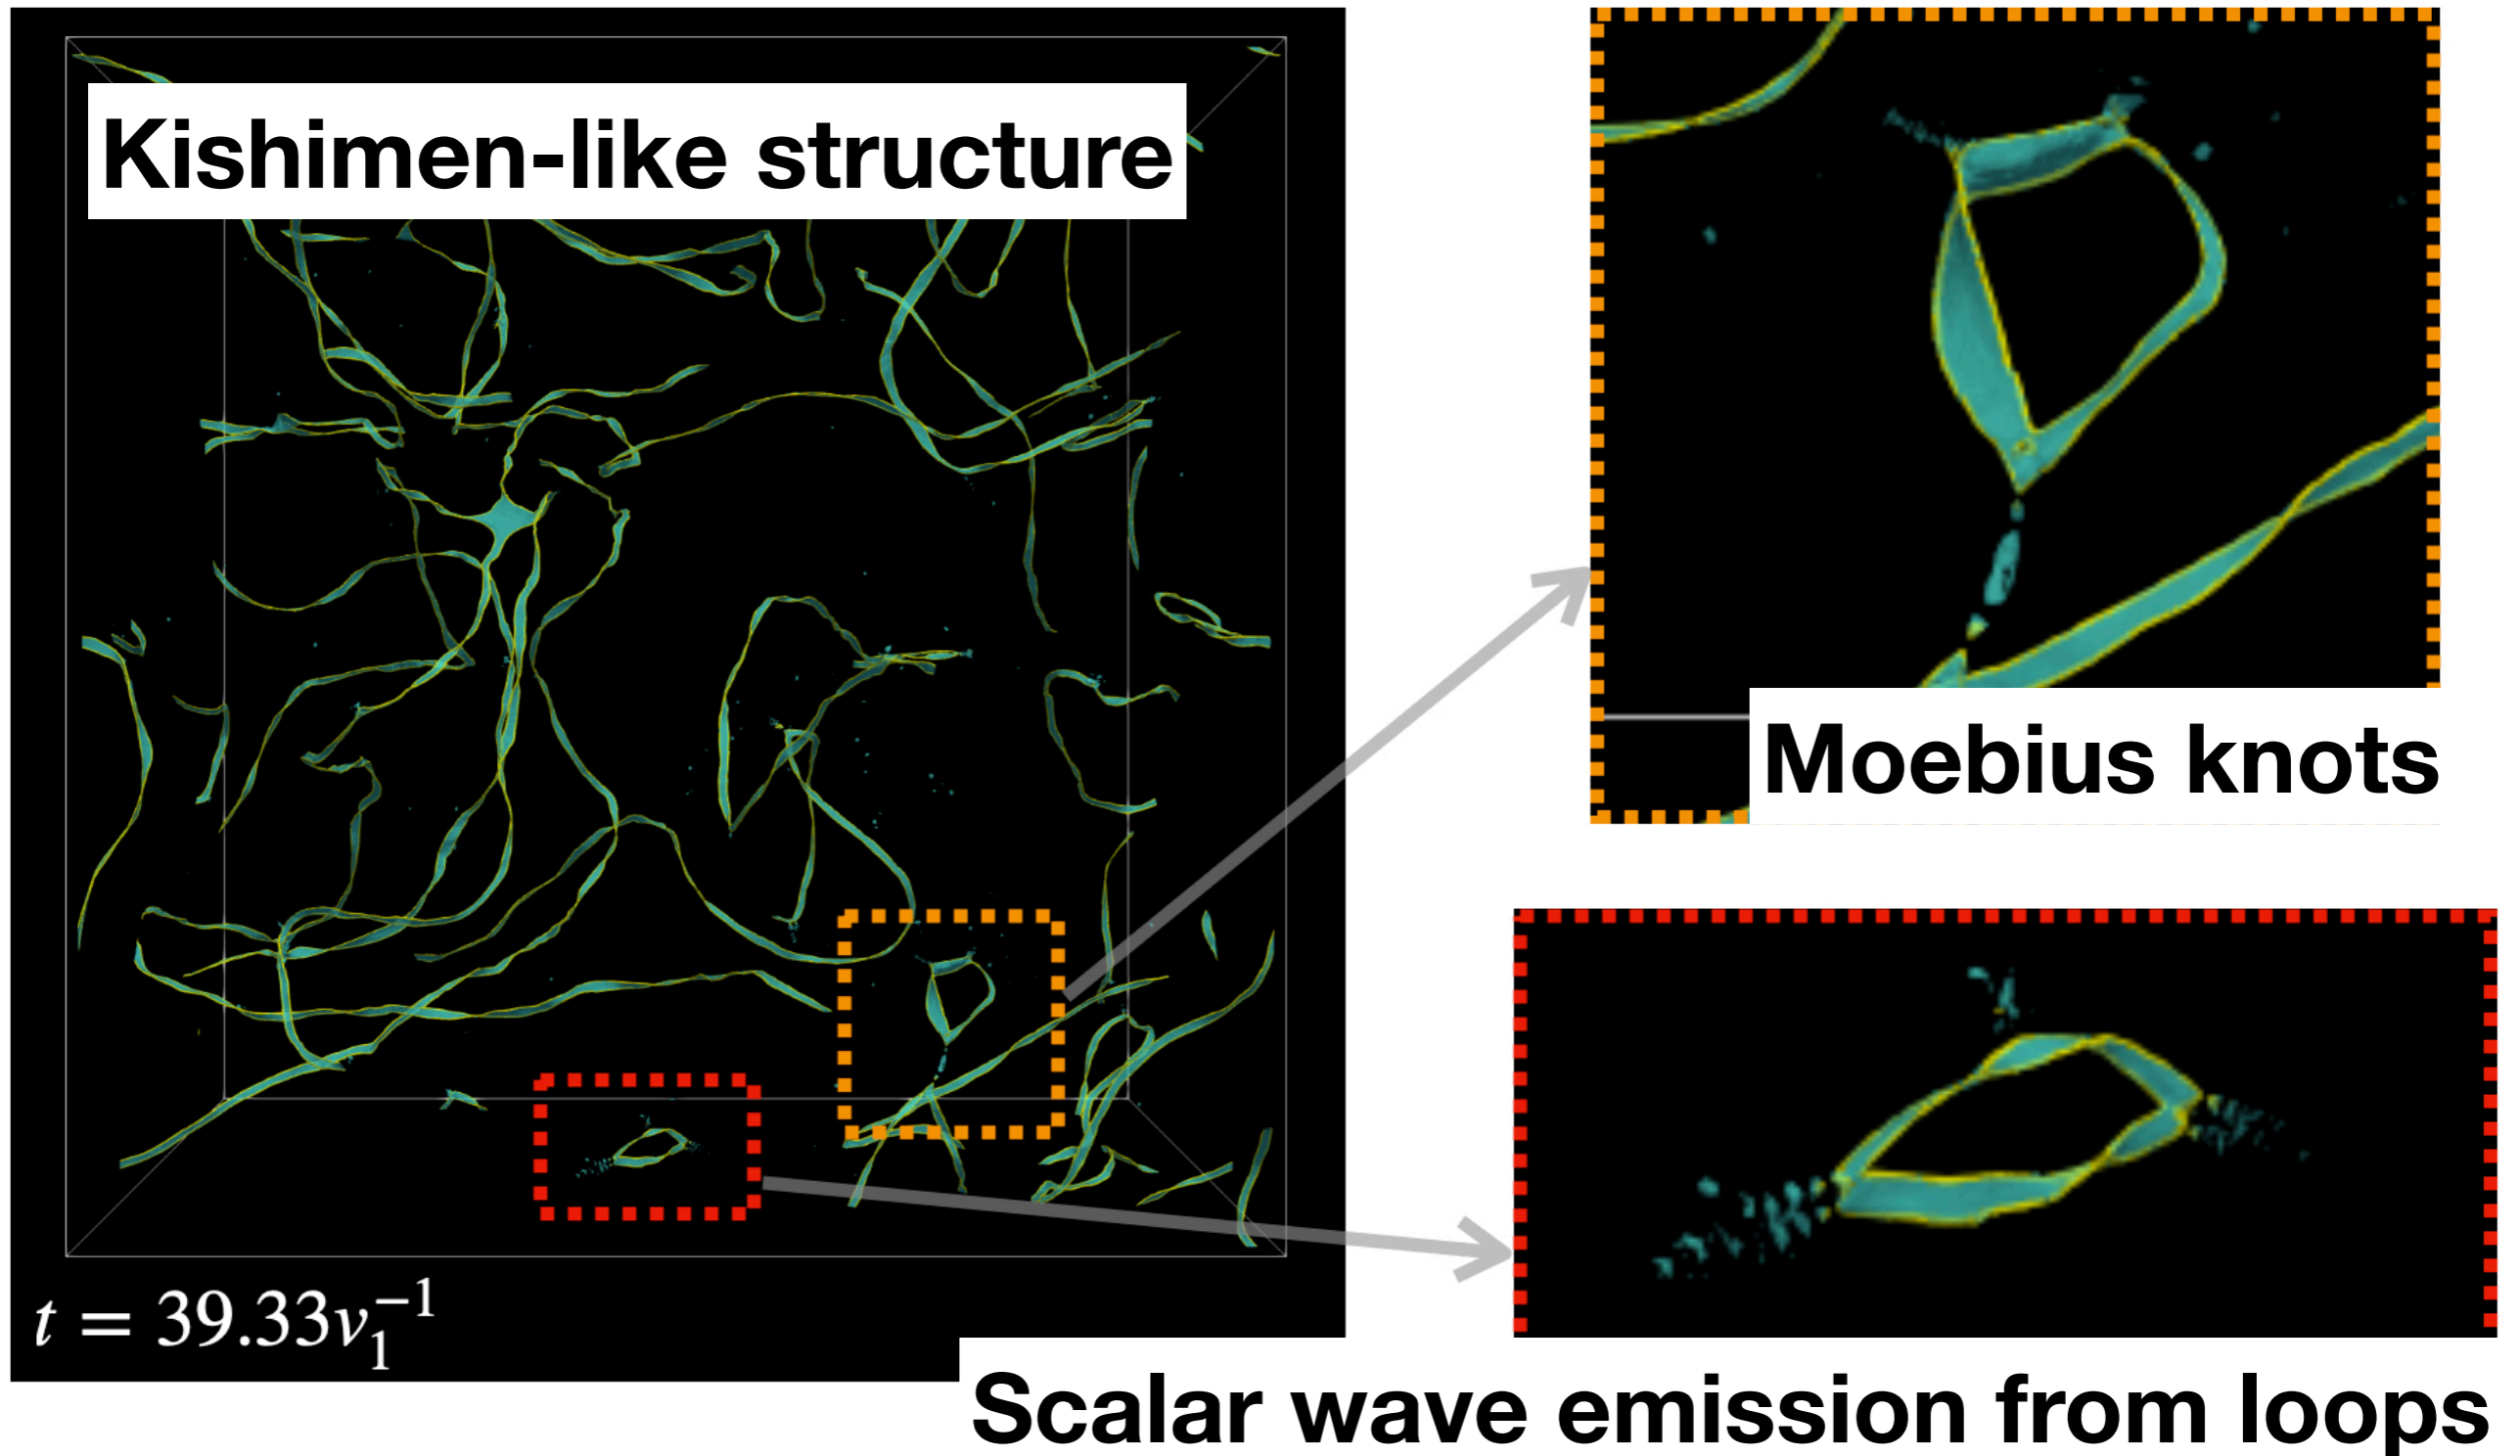 Kishimen-like structure
Moebius knots
t = 39.33v₁⁻¹
Scalar wave emission from loops